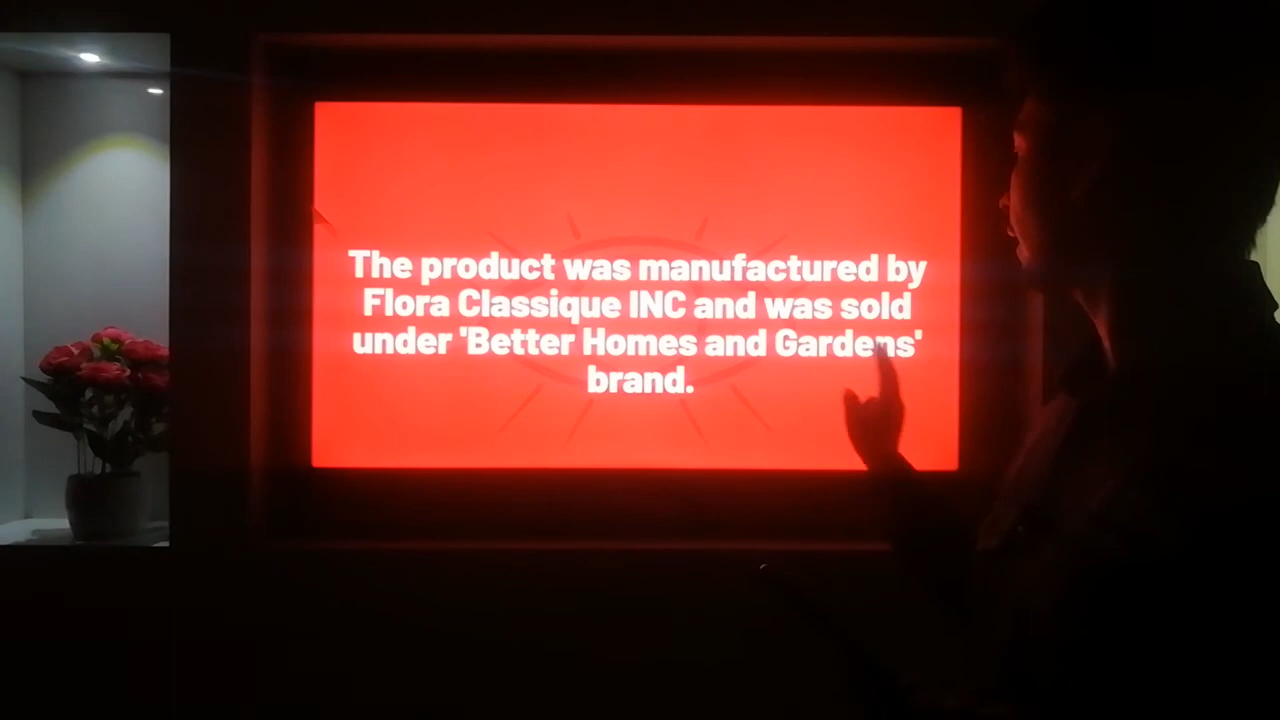 The product was manufactured by
Flora Classique INC and was sold
under 'Better Homes and Gardens'
brand.